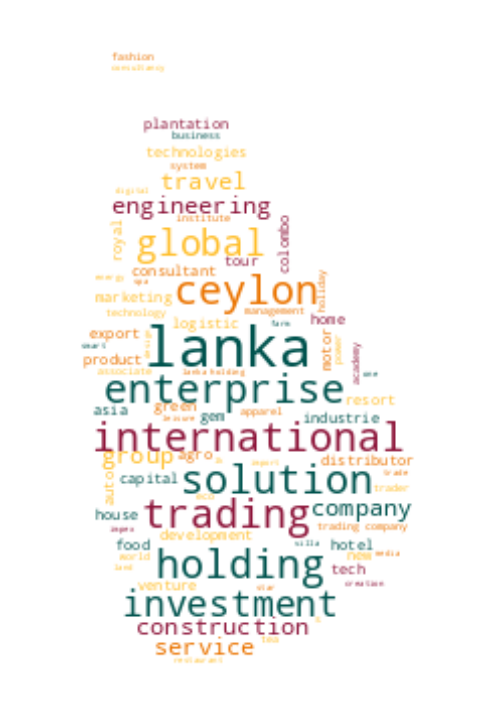 fashion
consultancy
plantation
business
technologies
system
travel
digital
engineering
institute
royal
colombo
global
tour
consultant
energy
spa
ceylon
holiday
marketing
management
technology
logistic
farm
home
export
design
lanka
motor
power
smart
product
academy
associate
lanka holding
one
enterprise
resort
asia
green
gem
apparel
leisure
industrie
international
group
agro
import
distributor
auto
capital
solution
trade
trader
eco
house
trading
company
impex
trading company
development
food
villa
hotel
world
new
media
land
holding
tech
venture
star
creation
investment
construction
service
tea
restaurant